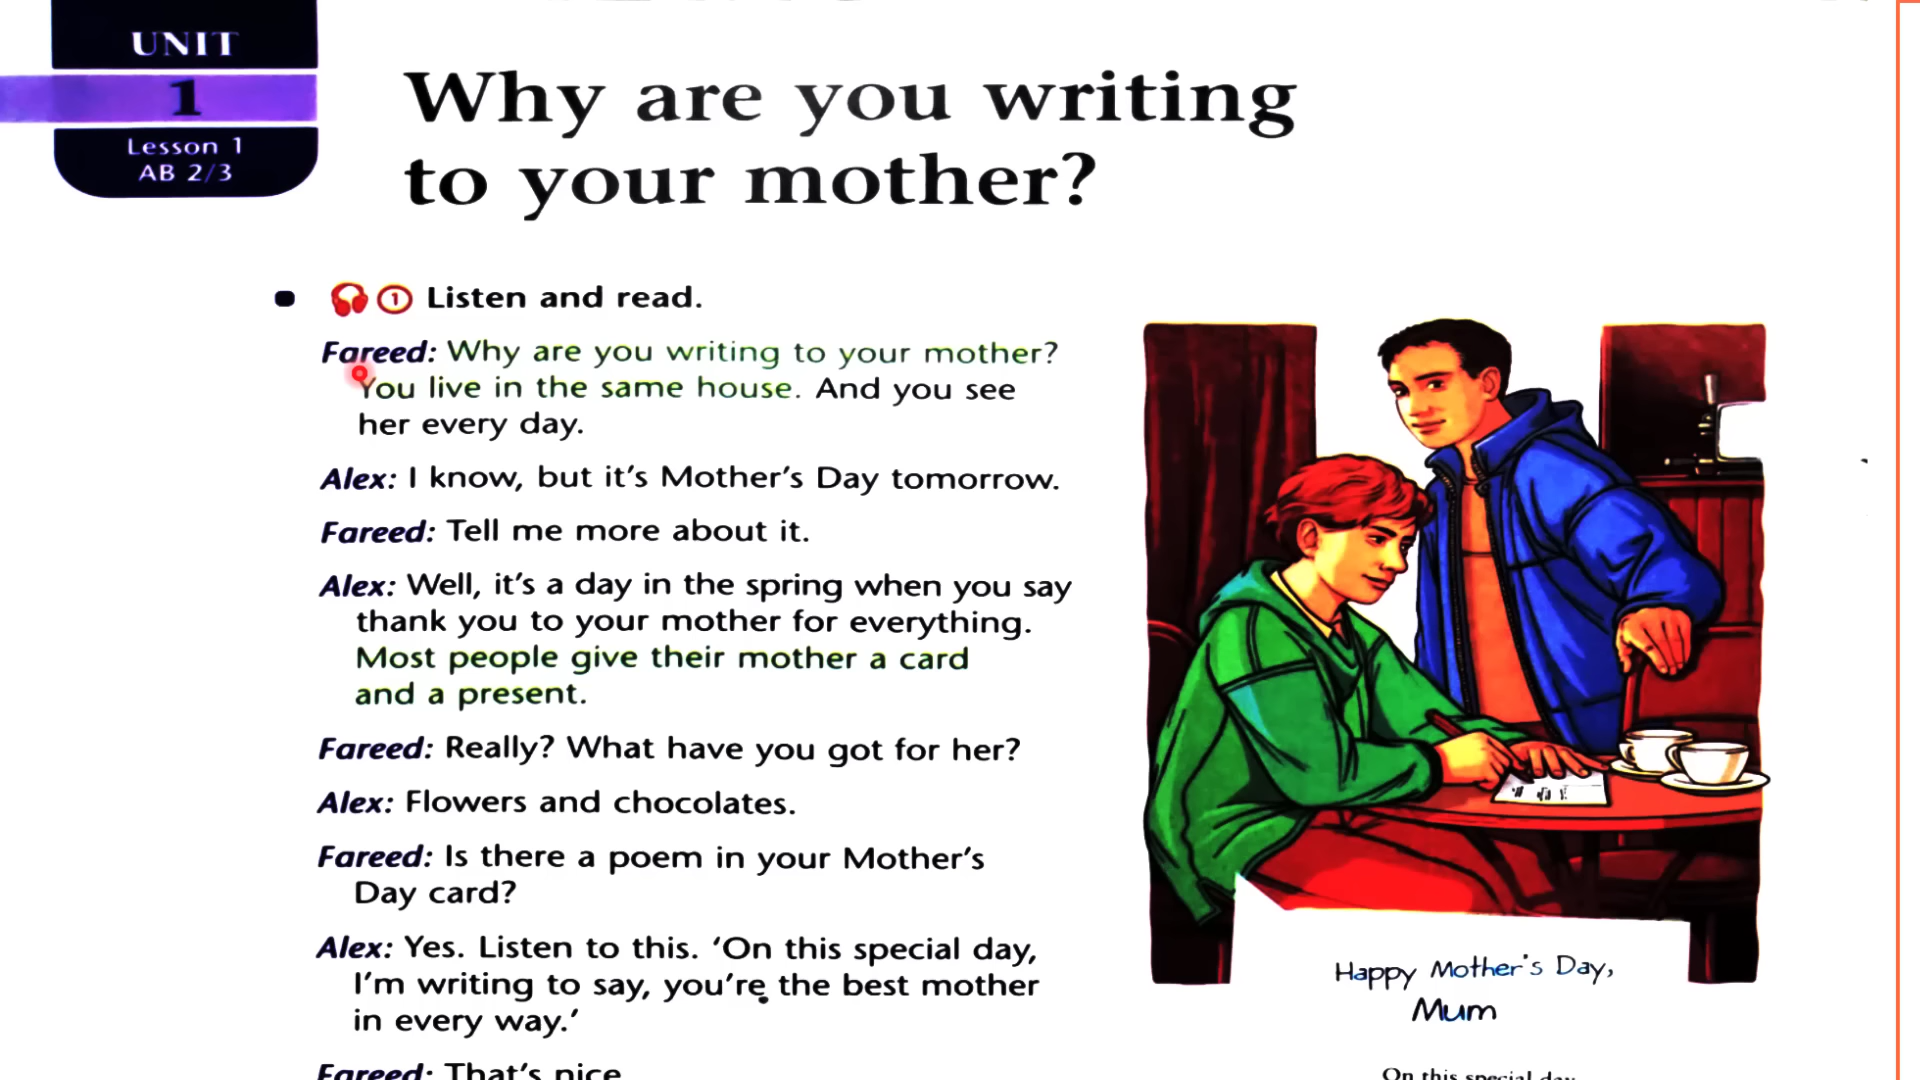 UNIT
1
Lesson 1
AB 2/3
Why are you writing
to your mother?
1 Listen and read.
Fareed: Why are you writing to your mother?
You live in the same house. And you see
her every day.
Alex: I know, but it's Mother's Day tomorrow.
Fareed: Tell me more about it.
Alex: Well, it's a day in the spring when you say
thank you to your mother for everything.
Most people give their mother a card
and a present.
Fareed: Really? What have you got for her?
Alex: Flowers and chocolates.
Fareed: Is there a poem in your Mother's
Day card?
Alex: Yes. Listen to this. 'On this special day,
I'm writing to say, you're the best mother
in every way.'
Fareed: That's nice
Happy Mother's Day,
Mum
On this special day